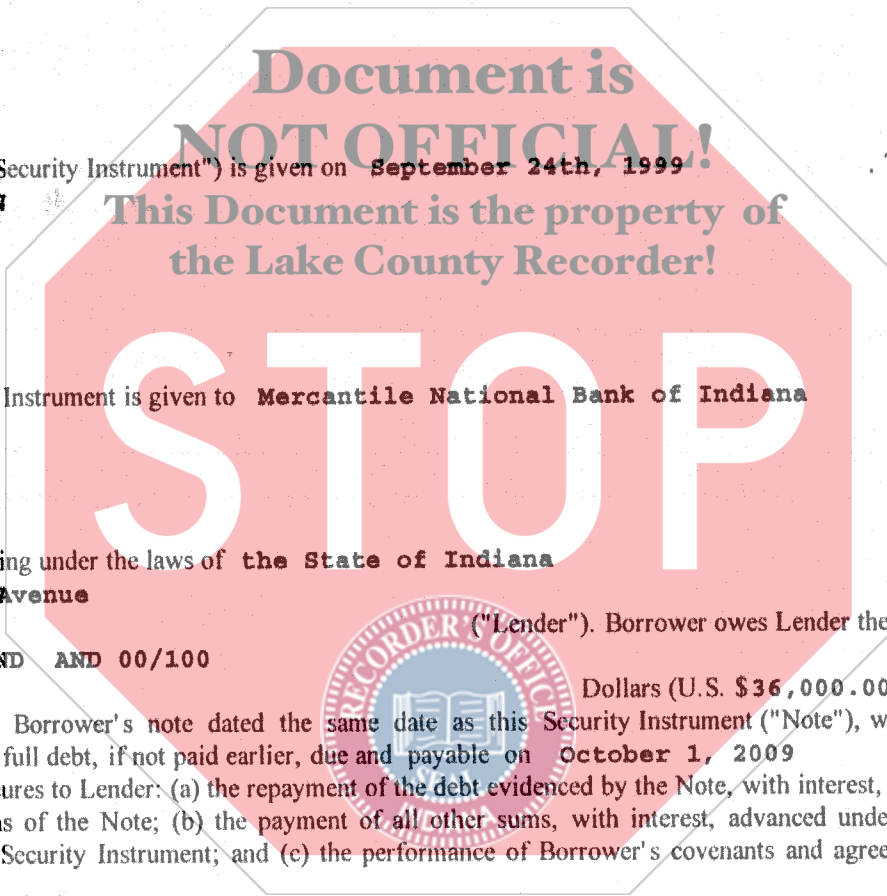 Document is
NOT OFFICIAL!
Security Instrument") is given on September 24th, 1999
This Document is the property of
the Lake County Recorder!
STOP
Instrument is given to Mercantile National Bank of Indiana
ing under the laws of the State of Indiana
Avenue
("Lender"). Borrower owes Lender the
ND AND 00/100
Dollars (U.S. $36,000.00
Borrower's note dated the same date as this Security Instrument ("Note"), w
full debt, if not paid earlier, due and payable on October 1, 2009
ures to Lender: (a) the repayment of the debt evidenced by the Note, with interest,
s of the Note; (b) the payment of all other sums, with interest, advanced unde
Security Instrument; and (c) the performance of Borrower's covenants and agree
RECORDER'S OFFICE
SEAL
INDIANA